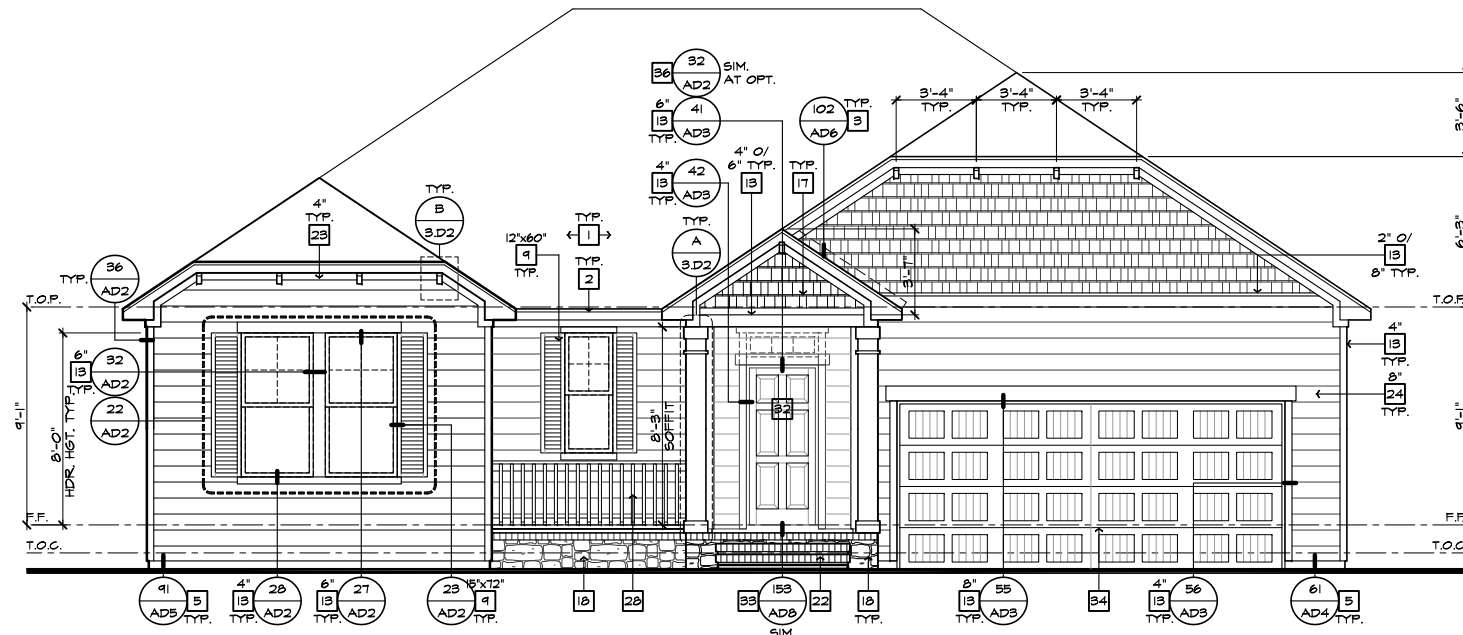 32
AD2
36
SIM.
AT OPT.
6"
13
TYP.
41
AD3
102
AD6
TYP.
3
3'-4"
TYP.
3'-4"
TYP.
3'-4"
TYP.
3'-6"
4"
13
TYP.
42
AD3
4" O/
6" TYP.
13
TYP.
17
TYP.
B
3.D2
4"
TYP.
23
12"x60"
9
TYP.
TYP.
1
TYP.
2
TYP.
A
3.D2
3'-7"
6'-3"
2" O/
13
8" TYP.
TYP.
36
AD2
T.O.P.
T.O.P.
6"
13
TYP.
32
AD2
22
AD2
9'-1"
8'-0"
HDR. HGT. TYP.
8'-3"
SOFFIT
32
4"
13
TYP.
8"
24
TYP.
9'-1"
F.F.
F.F.
T.O.C.
T.O.C.
91
AD5
5
TYP.
4"
13
TYP.
28
AD2
6"
13
TYP.
27
AD2
23
AD2
15"x72"
9
TYP.
18
28
33
153
AD8
SIM.
22
18
TYP.
8"
13
TYP.
55
AD3
34
4"
13
TYP.
56
AD3
61
AD4
5
TYP.